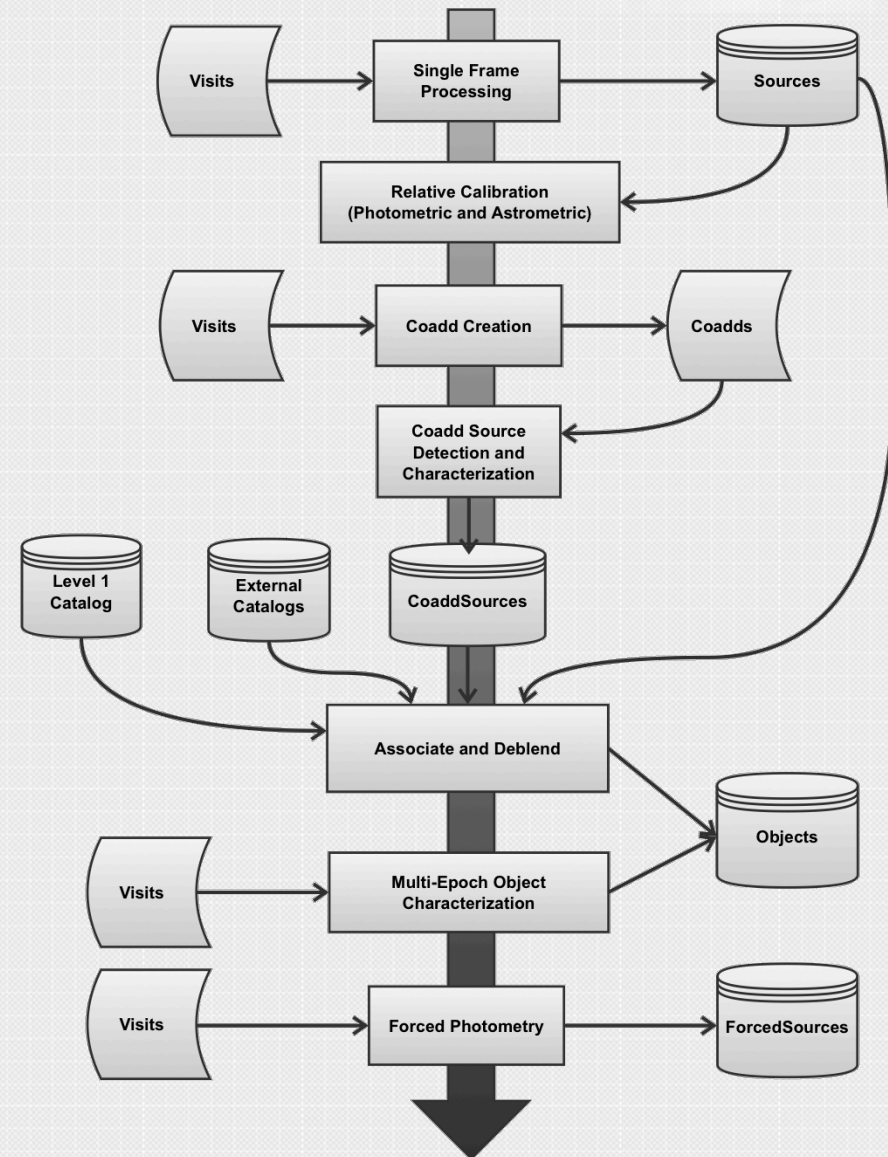 Visits
Single Frame
Processing
Sources
Relative Calibration
(Photometric and Astrometric)
Visits
Coadd Creation
Coadds
Coadd Source
Detection and
Characterization
Level 1
Catalog
External
Catalogs
CoaddSources
Associate and Deblend
Objects
Visits
Multi-Epoch Object
Characterization
Visits
Forced Photometry
ForcedSources